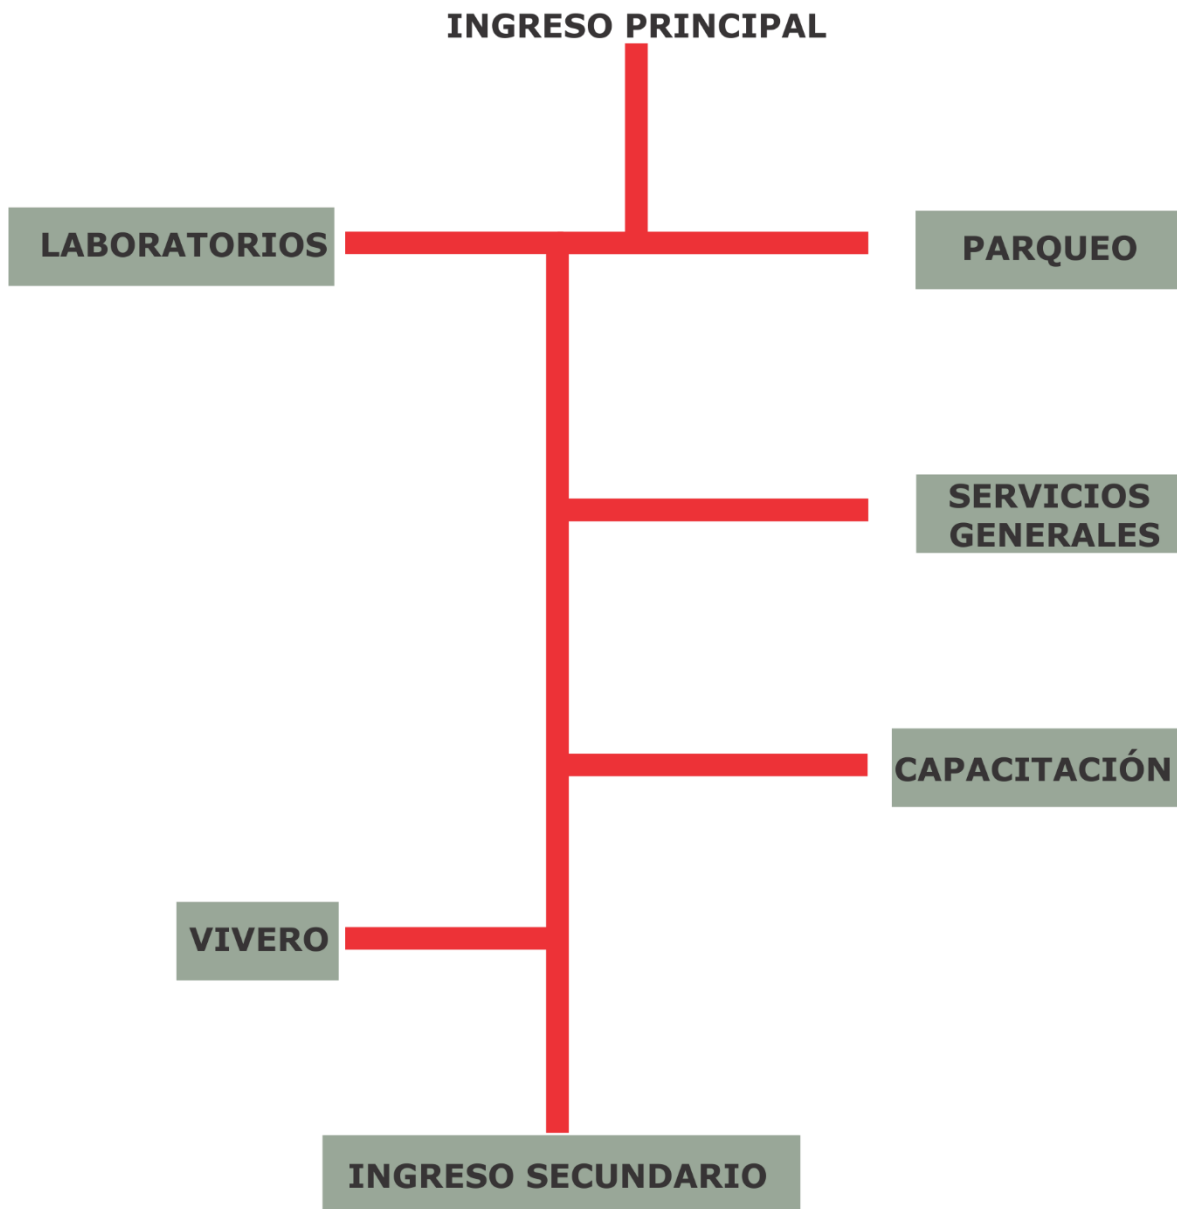 INGRESO PRINCIPAL
LABORATORIOS
PARQUEO
SERVICIOS
GENERALES
CAPACITACIÓN
VIVERO
INGRESO SECUNDARIO